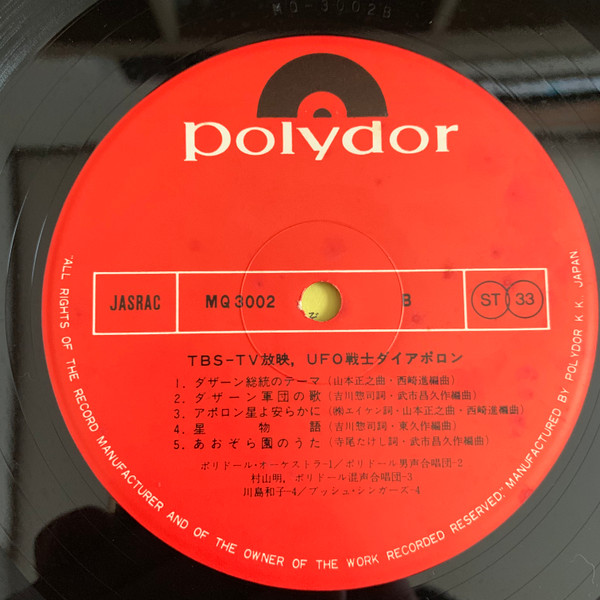 MQ-3002B
polydor
JASRAC MQ3002 B ST 33
TBS-TV放映, UFO戦士ダイアポロン
1. ダザーン総統のテーマ (山本正之曲・西崎進編曲)
2. ダザーン軍団の歌 (吉川惣司詞・武市昌久作編曲)
3. アポロン星よ安らかに (㈱エイケン詞・山本正之曲・西崎進編曲)
4. 星物語 (吉川惣司詞・東久作編曲)
5. あおぞら園のうた (寺尾たけし詞・武市昌久作編曲)
ポリドール・オーケストラ-1/ポリドール男声合唱団-2
村山明, ポリドール混声合唱団-3
川島和子-4/ブッシュ・シンガーズ-4
"ALL RIGHTS OF THE RECORD MANUFACTURER AND OF THE OWNER OF THE WORK RECORDED RESERVED." MANUFACTURED BY POLYDOR K.K. JAPAN